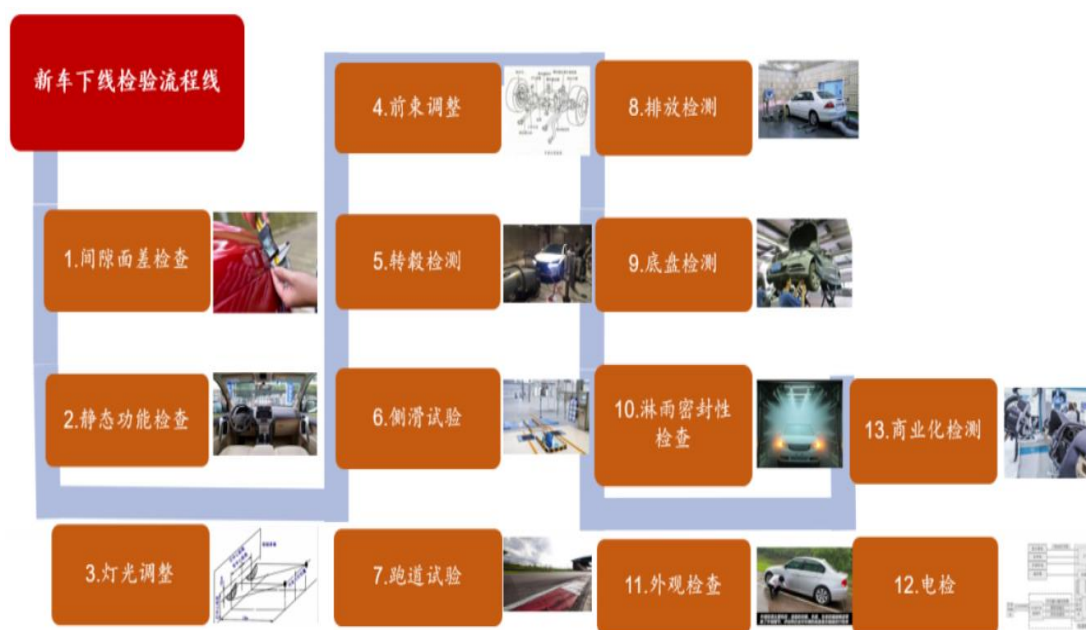 新车下线检验流程线
1.间隙面差检查
2.静态功能检查
3.灯光调整
4.前束调整
5.转毂检测
6.侧滑试验
7.跑道试验
8.排放检测
9.底盘检测
10.淋雨密封性
检查
11.外观检查
12.电检
13.商业化检测